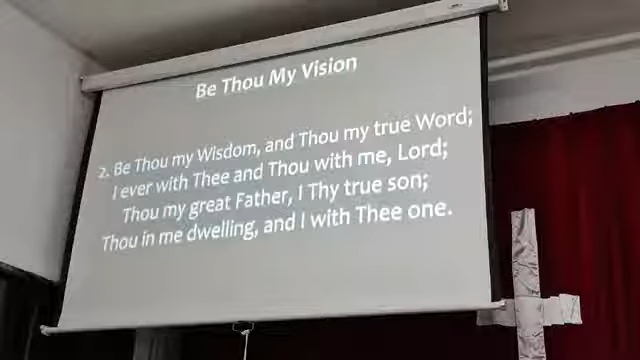 Be Thou My Vision
2. Be Thou my Wisdom, and Thou my true Word;
I ever with Thee and Thou with me, Lord;
Thou my great Father, I Thy true son;
Thou in me dwelling, and I with Thee one.